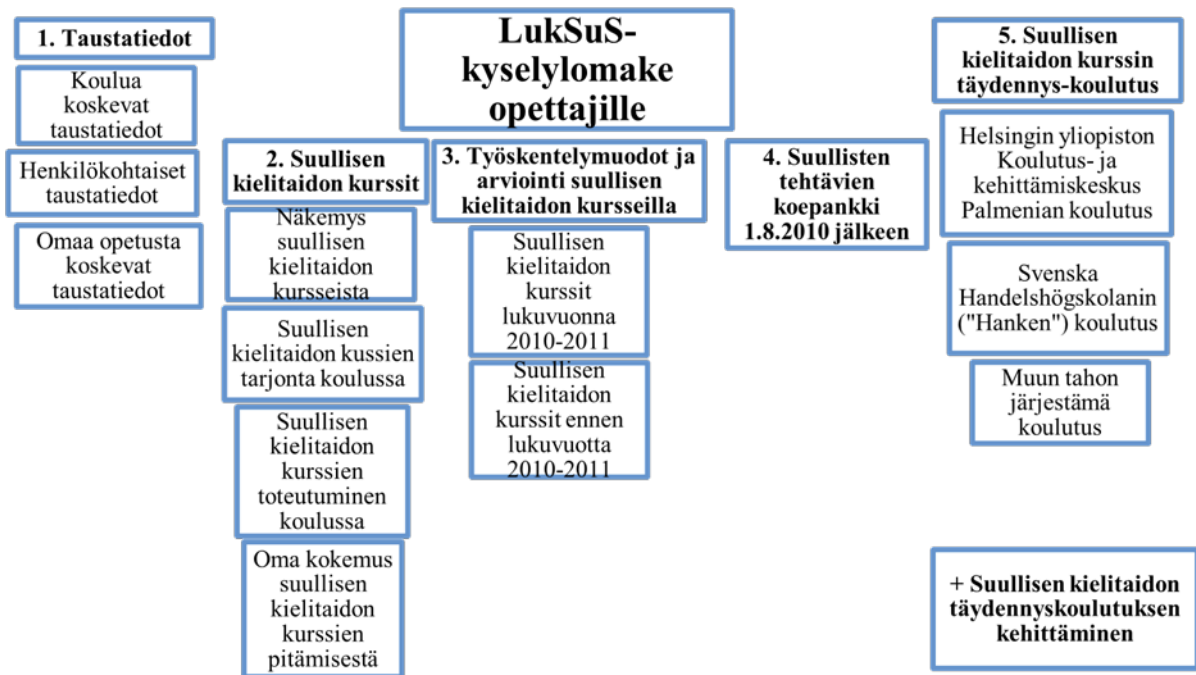 LukSuS-
kyselylomake
opettajille
1. Taustatiedot
Koulua
koskevat
taustatiedot
Henkilökohtaiset
taustatiedot
Omaa opetusta
koskevat
taustatiedot
2. Suullisen
kielitaidon kurssit
Näkemys
suullisen
kielitaidon
kursseista
Suullisen
kielitaidon kussien
tarjonta koulussa
Suullisen
kielitaidon
kurssien
toteutuminen
koulussa
Oma kokemus
suullisen
kielitaidon
kurssien
pitämisestä
3. Työskentelymuodot ja
arviointi suullisen
kielitaidon kursseilla
Suullisen
kielitaidon
kurssit
lukuvuonna
2010-2011
Suullisen
kielitaidon
kurssit ennen
lukuvuotta
2010-2011
4. Suullisten
tehtävien
koepankki
1.8.2010 jälkeen
5. Suullisen
kielitaidon kurssin
täydennys-koulutus
Helsingin yliopiston
Koulutus- ja
kehittämiskeskus
Palmenian koulutus
Svenska
Handelshögskolanin
("Hanken") koulutus
Muun tahon
järjestämä
koulutus
+ Suullisen kielitaidon
täydennyskoulutuksen
kehittäminen